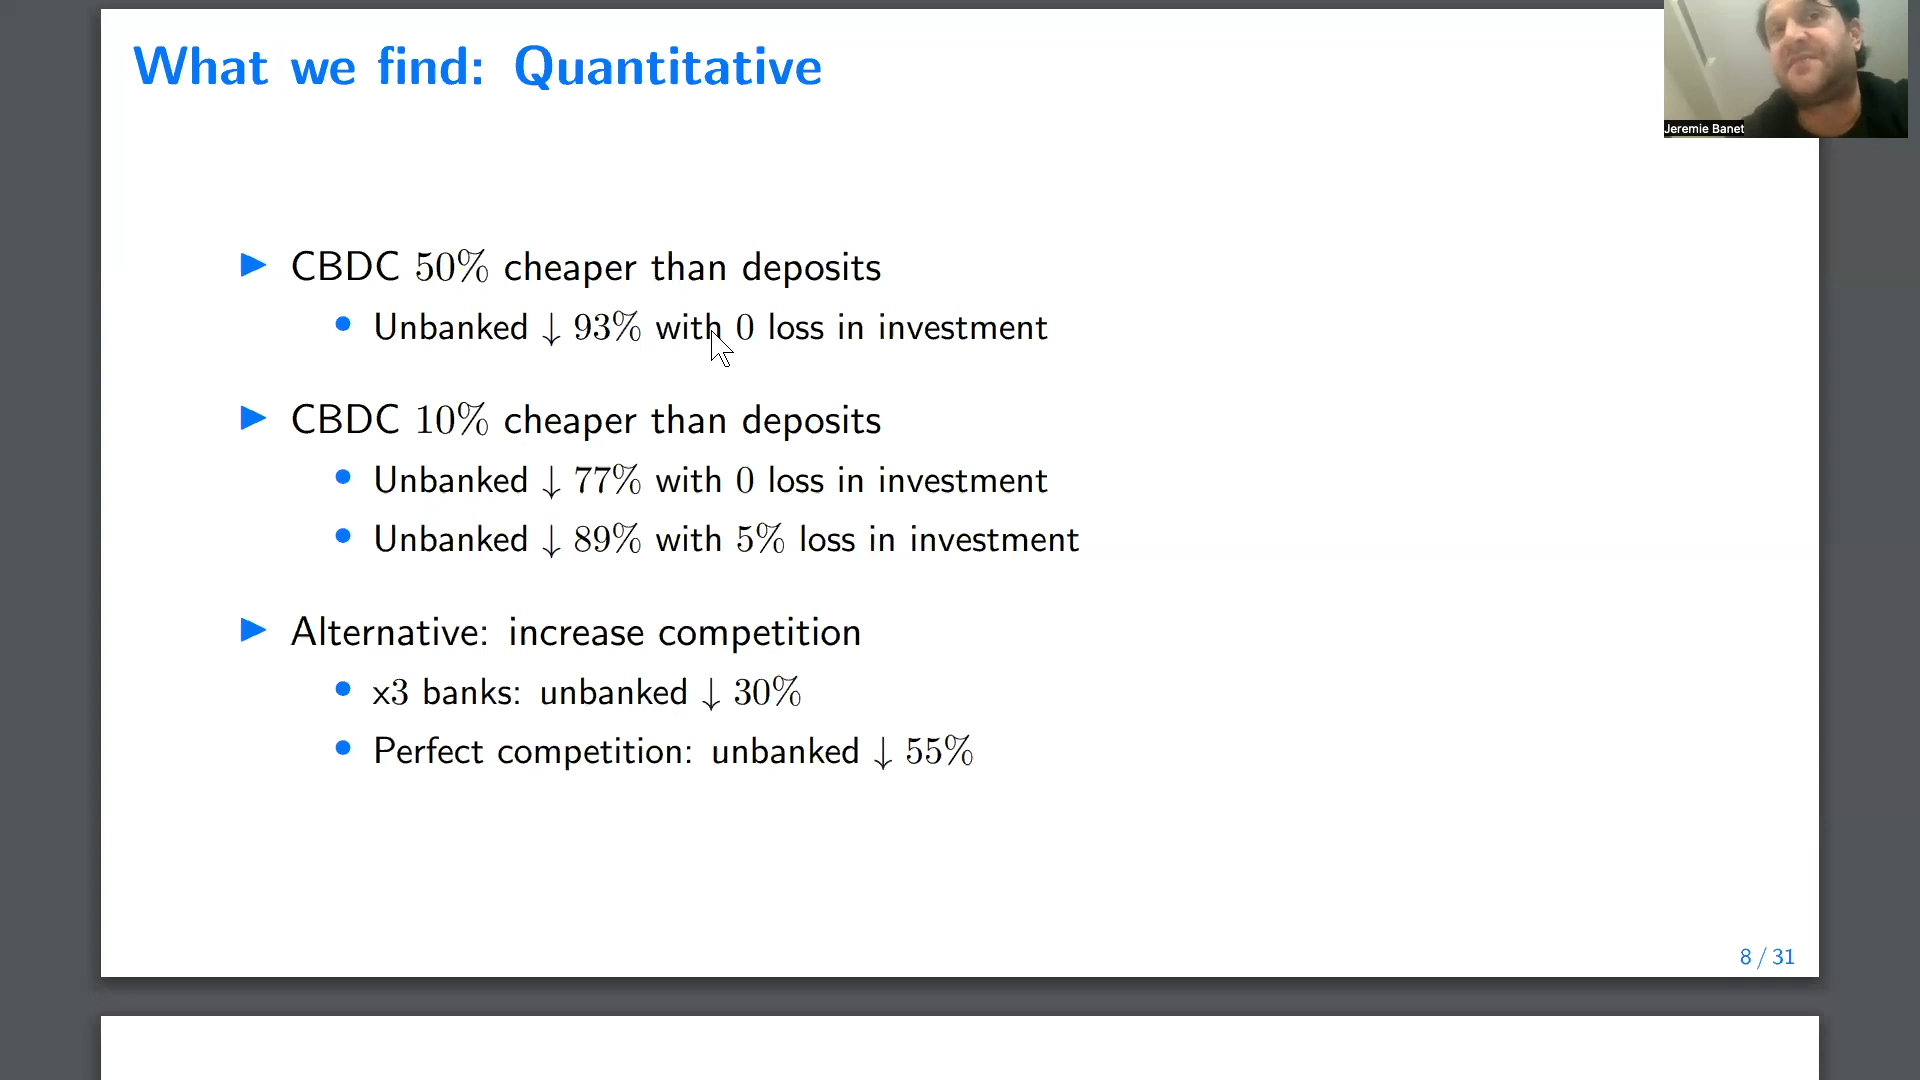 What we find: Quantitative
Jeremie Banet
▶ CBDC 50% cheaper than deposits
• Unbanked ↓ 93% with 0 loss in investment
▶ CBDC 10% cheaper than deposits
• Unbanked ↓ 77% with 0 loss in investment
• Unbanked ↓ 89% with 5% loss in investment
▶ Alternative: increase competition
• x3 banks: unbanked ↓ 30%
• Perfect competition: unbanked ↓ 55%
8 / 31